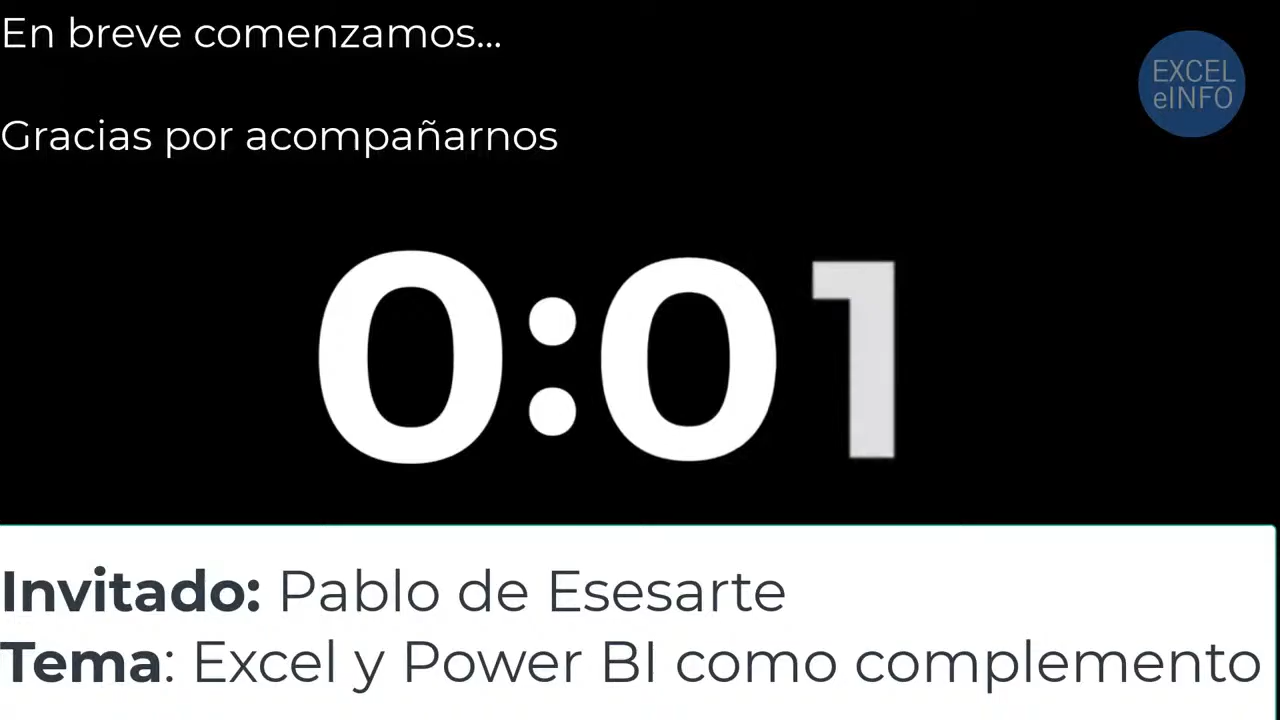 En breve comenzamos...
EXCEL
eINFO
Gracias por acompañarnos
0:01
Invitado: Pablo de Esesarte
Tema: Excel y Power BI como complemento